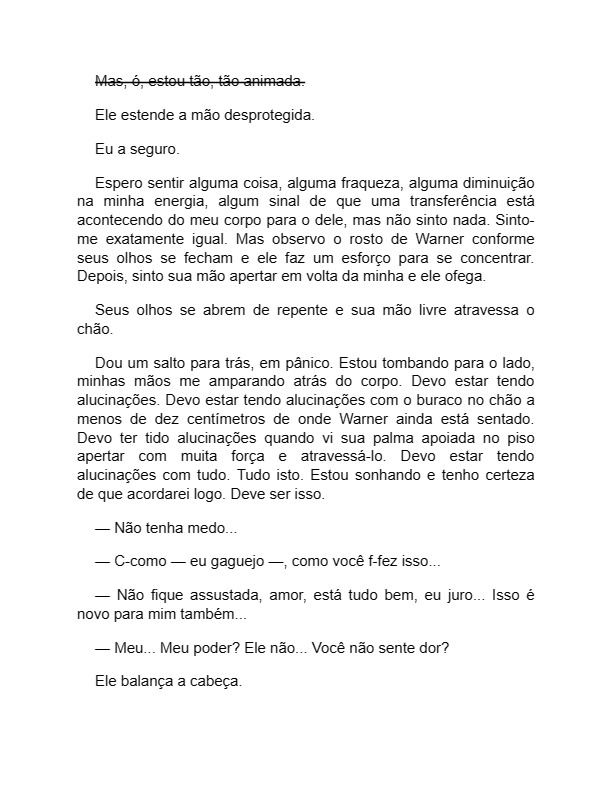 Mas, ó, estou tão, tão animada.
Ele estende a mão desprotegida.
Eu a seguro.
Espero sentir alguma coisa, alguma fraqueza, alguma diminuição
na minha energia, algum sinal de que uma transferência está
acontecendo do meu corpo para o dele, mas não sinto nada. Sinto-
me exatamente igual. Mas observo o rosto de Warner conforme
seus olhos se fecham e ele faz um esforço para se concentrar.
Depois, sinto sua mão apertar em volta da minha e ele ofega.
Seus olhos se abrem de repente e sua mão livre atravessa o
chão.
Dou um salto para trás, em pânico. Estou tombando para o lado,
minhas mãos me amparando atrás do corpo. Devo estar tendo
alucinações. Devo estar tendo alucinações com o buraco no chão a
menos de dez centímetros de onde Warner ainda está sentado.
Devo ter tido alucinações quando vi sua palma apoiada no piso
apertar com muita força e atravessá-lo. Devo estar tendo
alucinações com tudo. Tudo isto. Estou sonhando e tenho certeza
de que acordarei logo. Deve ser isso.
— Não tenha medo...
— C-como — eu gaguejo —, como você f-fez isso...
— Não fique assustada, amor, está tudo bem, eu juro... Isso é
novo para mim também...
— Meu... Meu poder? Ele não... Você não sente dor?
Ele balança a cabeça.